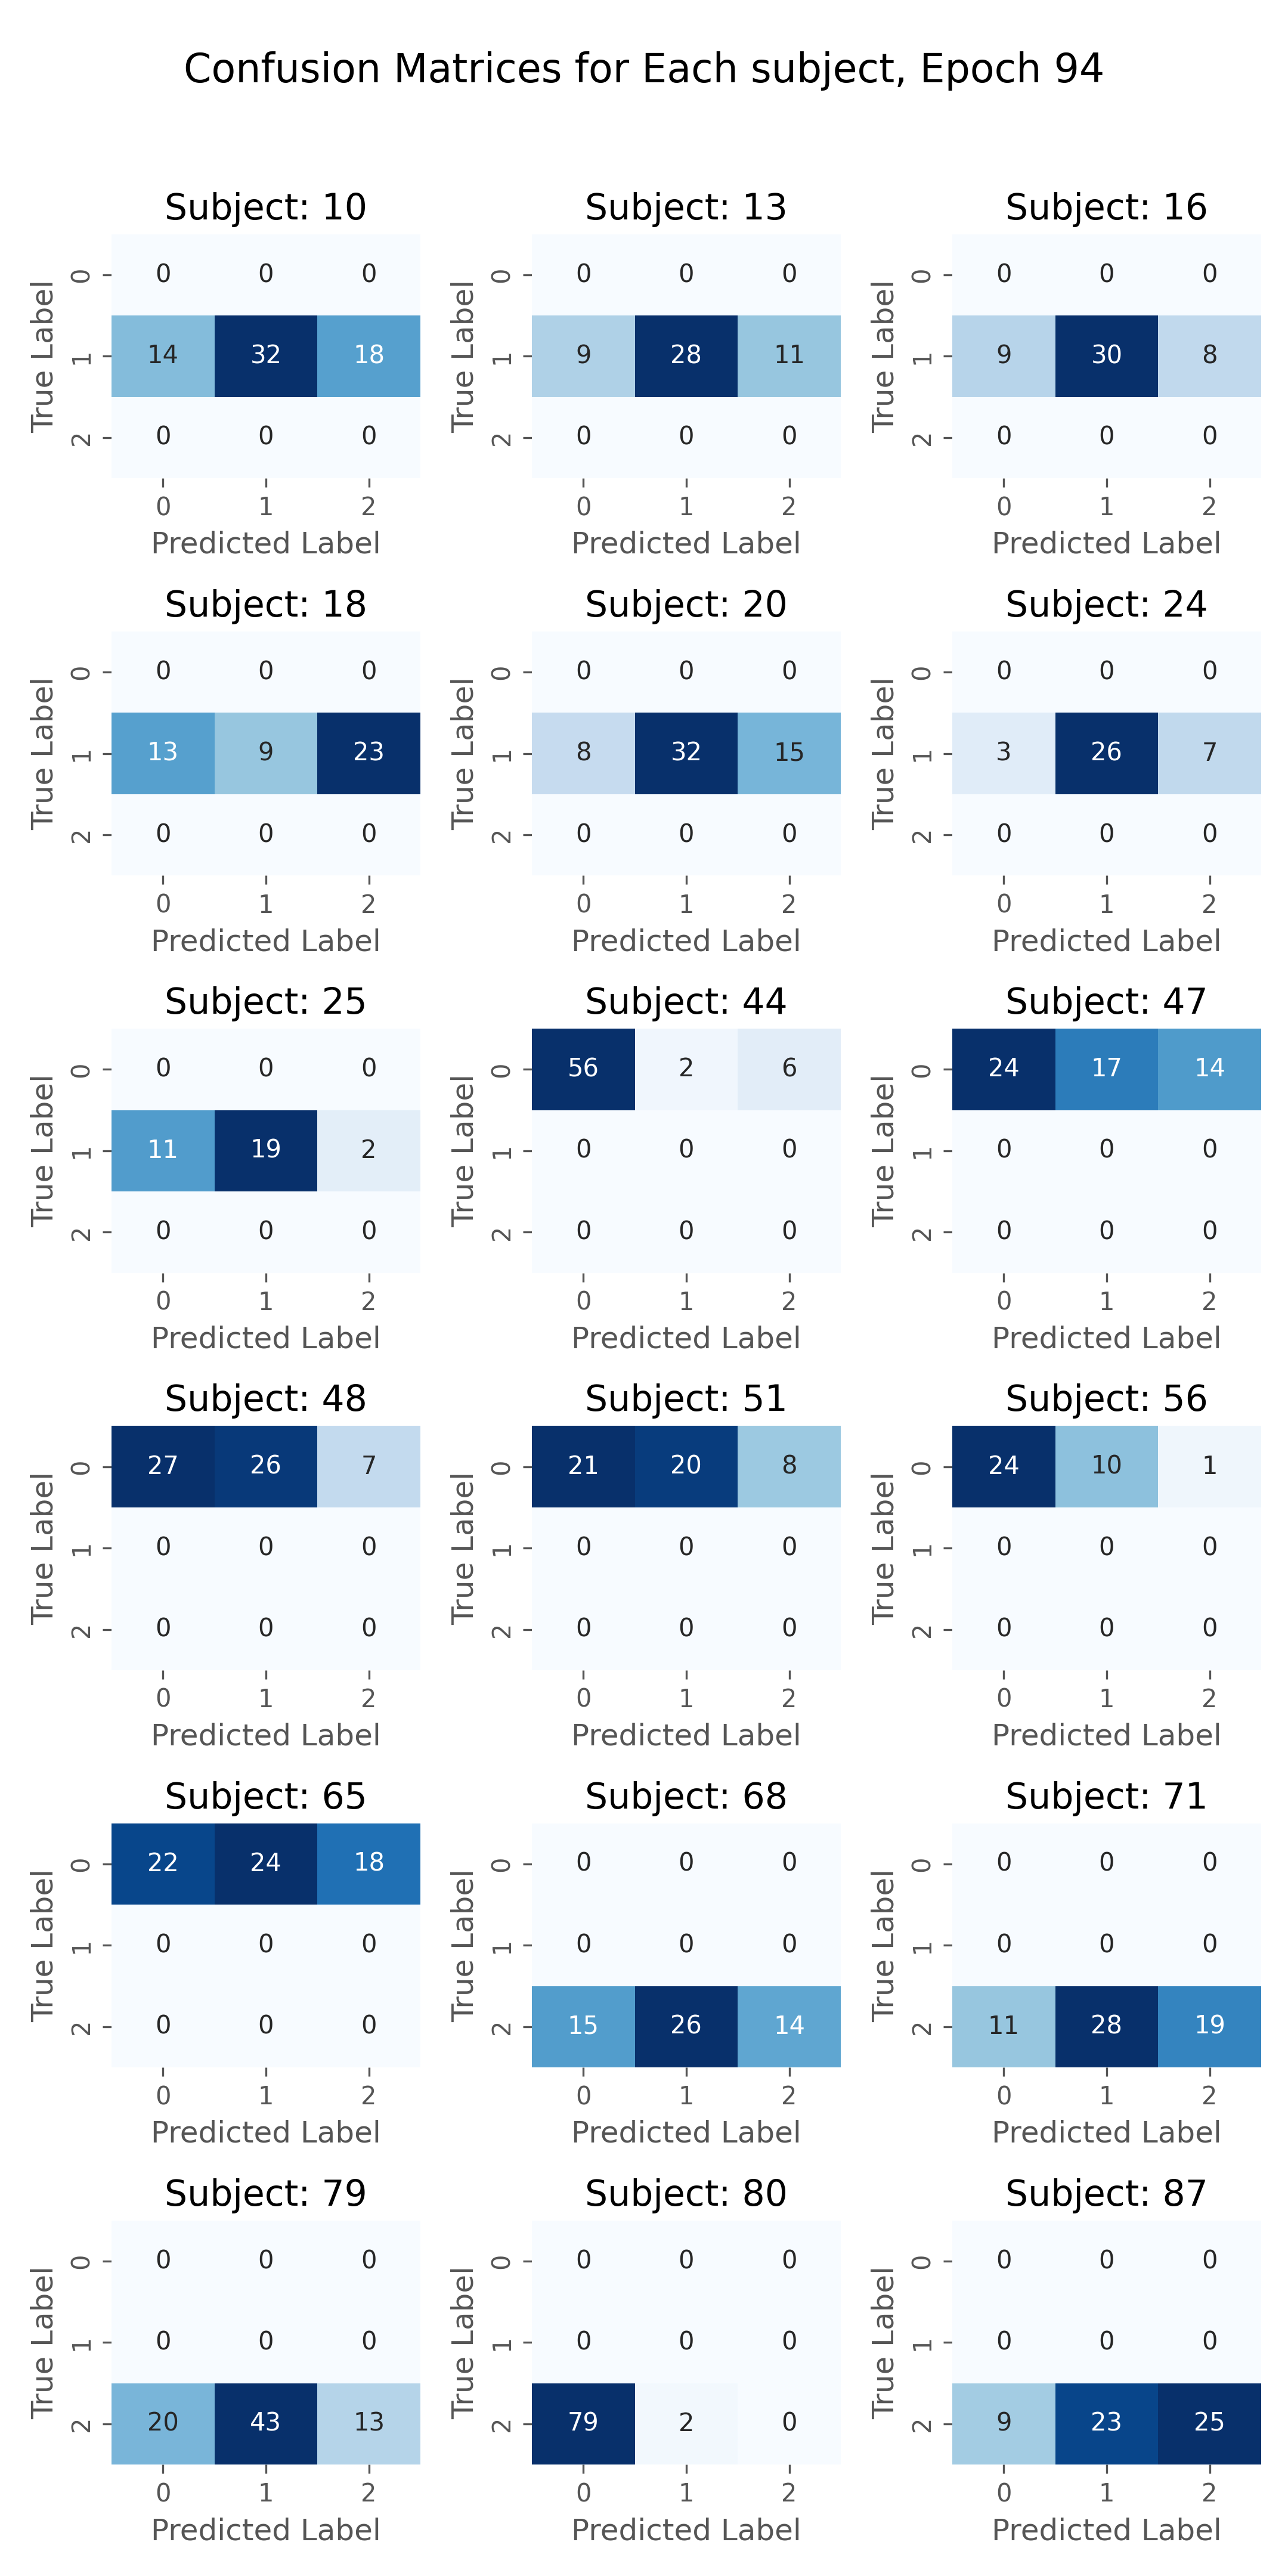 Confusion Matrices for Each subject, Epoch 94
Subject: 10
True Label
0 0 0 0
1 14 32 18
2 0 0 0
0 1 2
Predicted Label
Subject: 13
True Label
0 0 0 0
1 9 28 11
2 0 0 0
0 1 2
Predicted Label
Subject: 16
True Label
0 0 0 0
1 9 30 8
2 0 0 0
0 1 2
Predicted Label
Subject: 18
True Label
0 0 0 0
1 13 9 23
2 0 0 0
0 1 2
Predicted Label
Subject: 20
True Label
0 0 0 0
1 8 32 15
2 0 0 0
0 1 2
Predicted Label
Subject: 24
True Label
0 0 0 0
1 3 26 7
2 0 0 0
0 1 2
Predicted Label
Subject: 25
True Label
0 0 0 0
1 11 19 2
2 0 0 0
0 1 2
Predicted Label
Subject: 44
True Label
0 56 2 6
1 0 0 0
2 0 0 0
0 1 2
Predicted Label
Subject: 47
True Label
0 24 17 14
1 0 0 0
2 0 0 0
0 1 2
Predicted Label
Subject: 48
True Label
0 27 26 7
1 0 0 0
2 0 0 0
0 1 2
Predicted Label
Subject: 51
True Label
0 21 20 8
1 0 0 0
2 0 0 0
0 1 2
Predicted Label
Subject: 56
True Label
0 24 10 1
1 0 0 0
2 0 0 0
0 1 2
Predicted Label
Subject: 65
True Label
0 22 24 18
1 0 0 0
2 0 0 0
0 1 2
Predicted Label
Subject: 68
True Label
0 0 0 0
1 0 0 0
2 15 26 14
0 1 2
Predicted Label
Subject: 71
True Label
0 0 0 0
1 0 0 0
2 11 28 19
0 1 2
Predicted Label
Subject: 79
True Label
0 0 0 0
1 0 0 0
2 20 43 13
0 1 2
Predicted Label
Subject: 80
True Label
0 0 0 0
1 0 0 0
2 79 2 0
0 1 2
Predicted Label
Subject: 87
True Label
0 0 0 0
1 0 0 0
2 9 23 25
0 1 2
Predicted Label